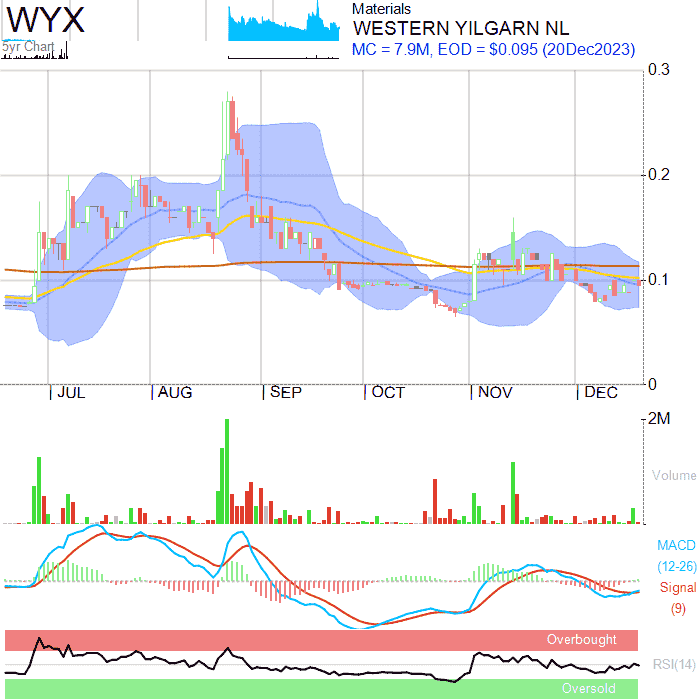 WYX
5yr Chart
Materials
WESTERN YILGARN NL
MC = 7.9M, EOD = $0.095 (20Dec2023)
0.3
0.2
0.1
0
JUL
AUG
SEP
OCT
NOV
DEC
2M
Volume
MACD
(12-26)
Signal
(9)
Overbought
RSI(14)
Oversold